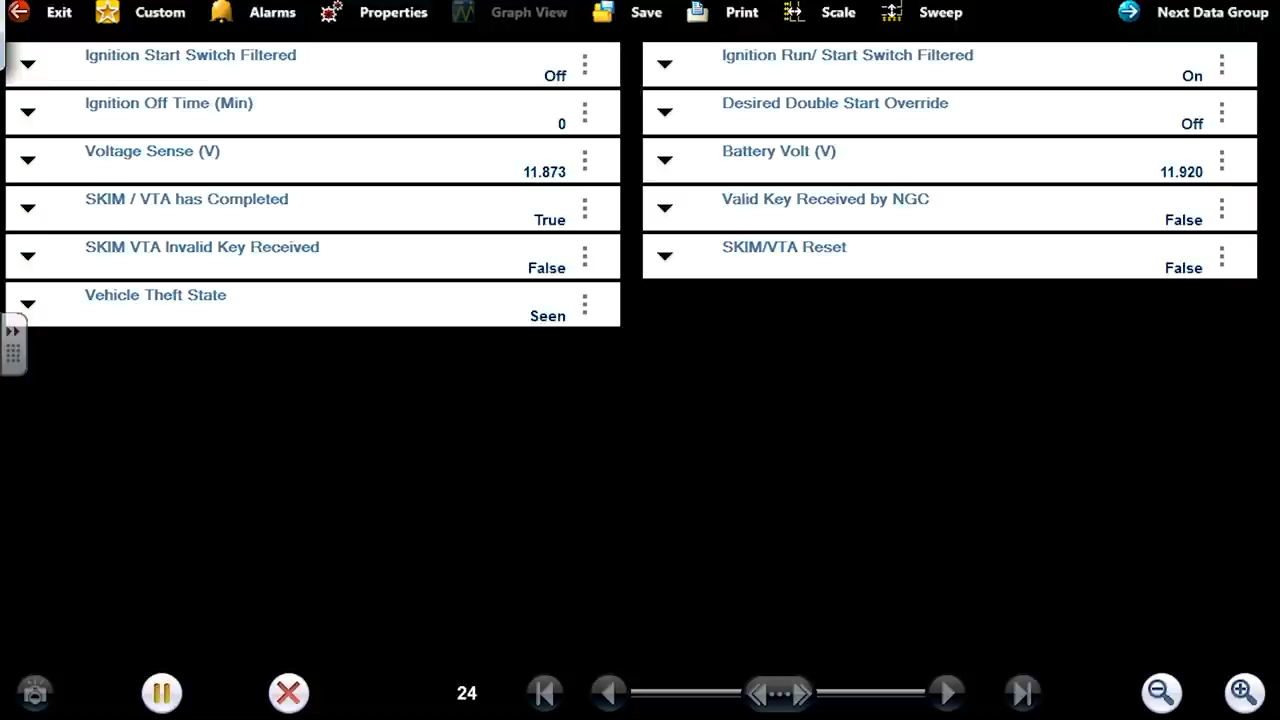 Exit Custom Alarms Properties Graph View Save Print Scale Sweep Next Data Group
Ignition Start Switch Filtered
Off
Ignition Run/ Start Switch Filtered
On
Ignition Off Time (Min)
0
Desired Double Start Override
Off
Voltage Sense (V)
11.873
Battery Volt (V)
11.920
SKIM / VTA has Completed
True
Valid Key Received by NGC
False
SKIM VTA Invalid Key Received
False
SKIM/VTA Reset
False
Vehicle Theft State
Seen
24